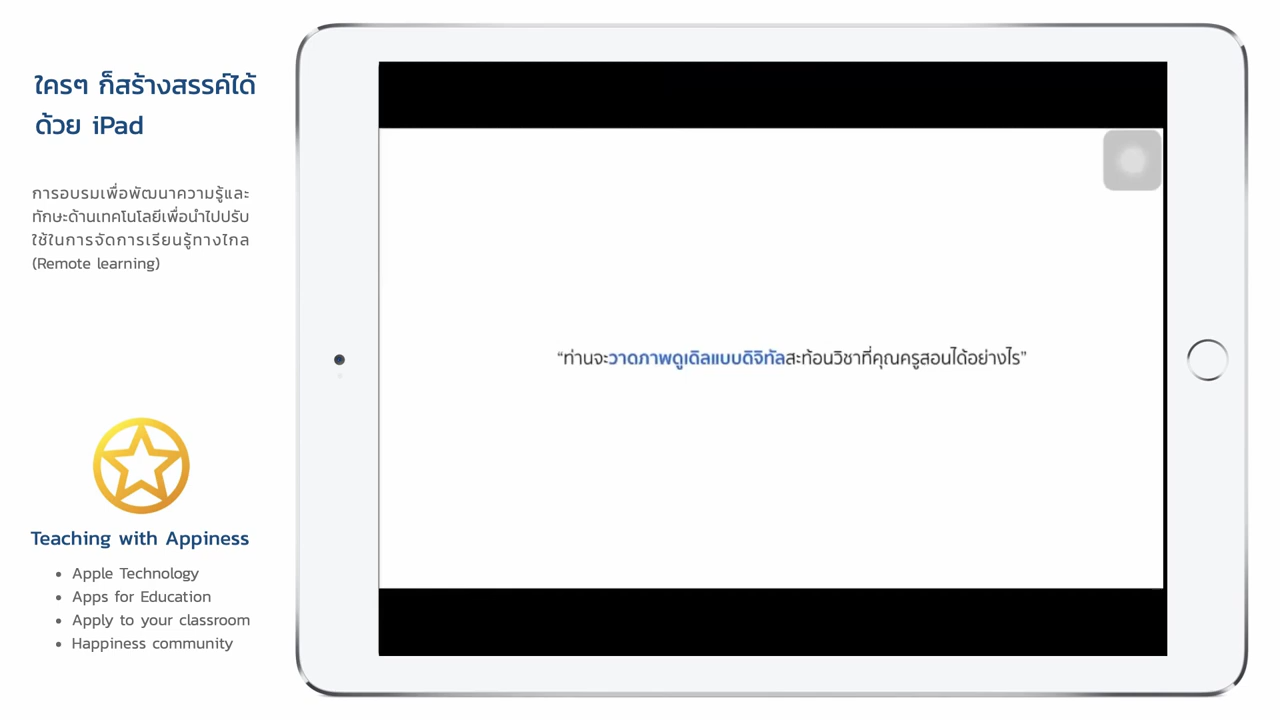 ใครๆ ก็สร้างสรรค์ได้
ด้วย iPad
การอบรมเพื่อพัฒนาความรู้และ
ทักษะด้านเทคโนโลยีเพื่อนำไปปรับ
ใช้ในการจัดการเรียนรู้ทางไกล
(Remote learning)
Teaching with Appiness
• Apple Technology
• Apps for Education
• Apply to your classroom
• Happiness community
“ท่านจะวาดภาพดูเดิลแบบดิจิทัลสะท้อนวิชาที่คุณครูสอนได้อย่างไร”